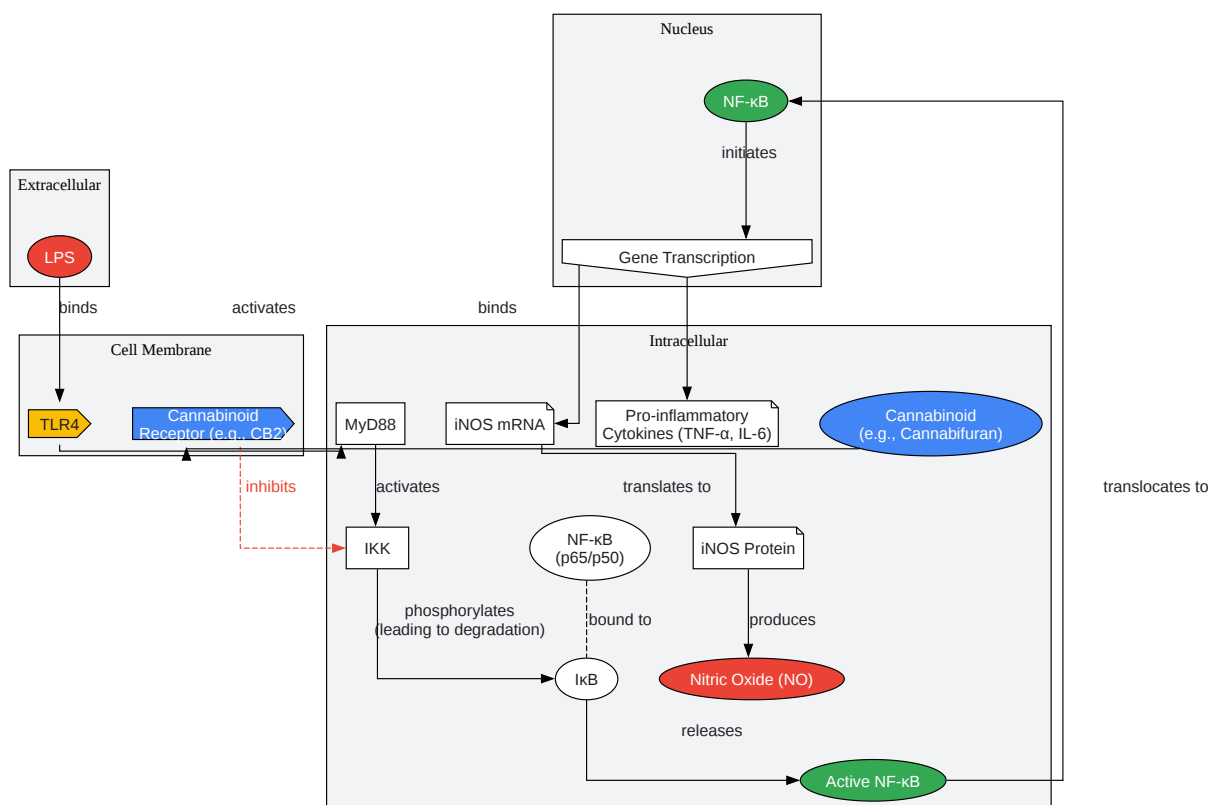 Nucleus
NF-κB
initiates
Extracellular
LPS
Gene Transcription
binds
activates
binds
Cell Membrane
Intracellular
TLR4
Cannabinoid
Receptor (e.g., CB2)
MyD88
iNOS mRNA
Pro-inflammatory
Cytokines (TNF-α, IL-6)
Cannabinoid
(e.g., Cannabifuran)
inhibits
activates
translates to
translocates to
IKK
NF-κB
(p65/p50)
iNOS Protein
phosphorylates
(leading to degradation)
bound to
produces
IκB
Nitric Oxide (NO)
releases
Active NF-κB